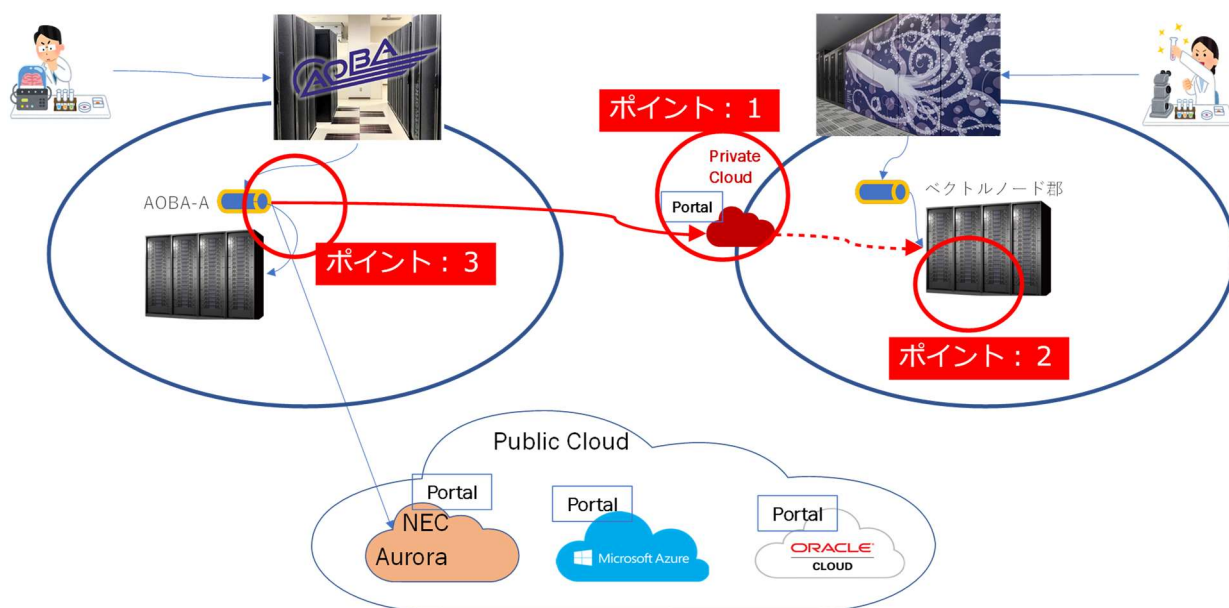 AOBA
ポイント：1
Private
Cloud
Portal
AOBA-A
ベクトルノード郡
ポイント：3
ポイント：2
Public Cloud
Portal
NEC
Aurora
Portal
Microsoft Azure
Portal
ORACLE
CLOUD